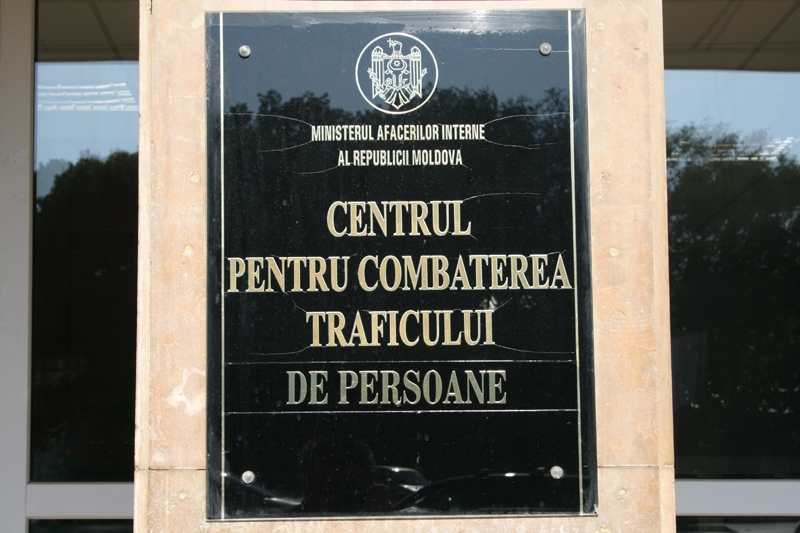 MINISTERUL AFACERILOR INTERNE
AL REPUBLICII MOLDOVA
CENTRUL
PENTRU COMBATEREA
TRAFICULUI
DE PERSOANE